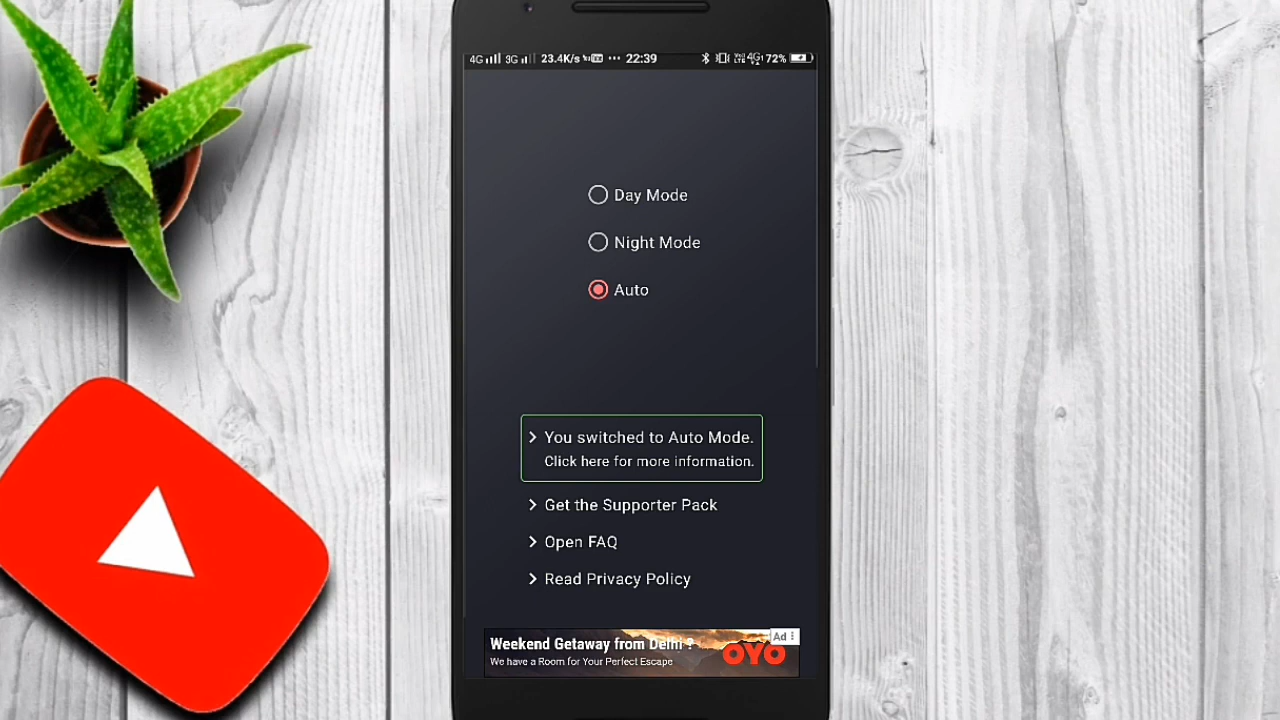 4G 3G 23.4K/s ··· 22:39 4G 72%
Day Mode
Night Mode
Auto
You switched to Auto Mode.
Click here for more information.
Get the Supporter Pack
Open FAQ
Read Privacy Policy
Weekend Getaway from Delhi ?
Ad
We have a Room for Your Perfect Escape
OYO